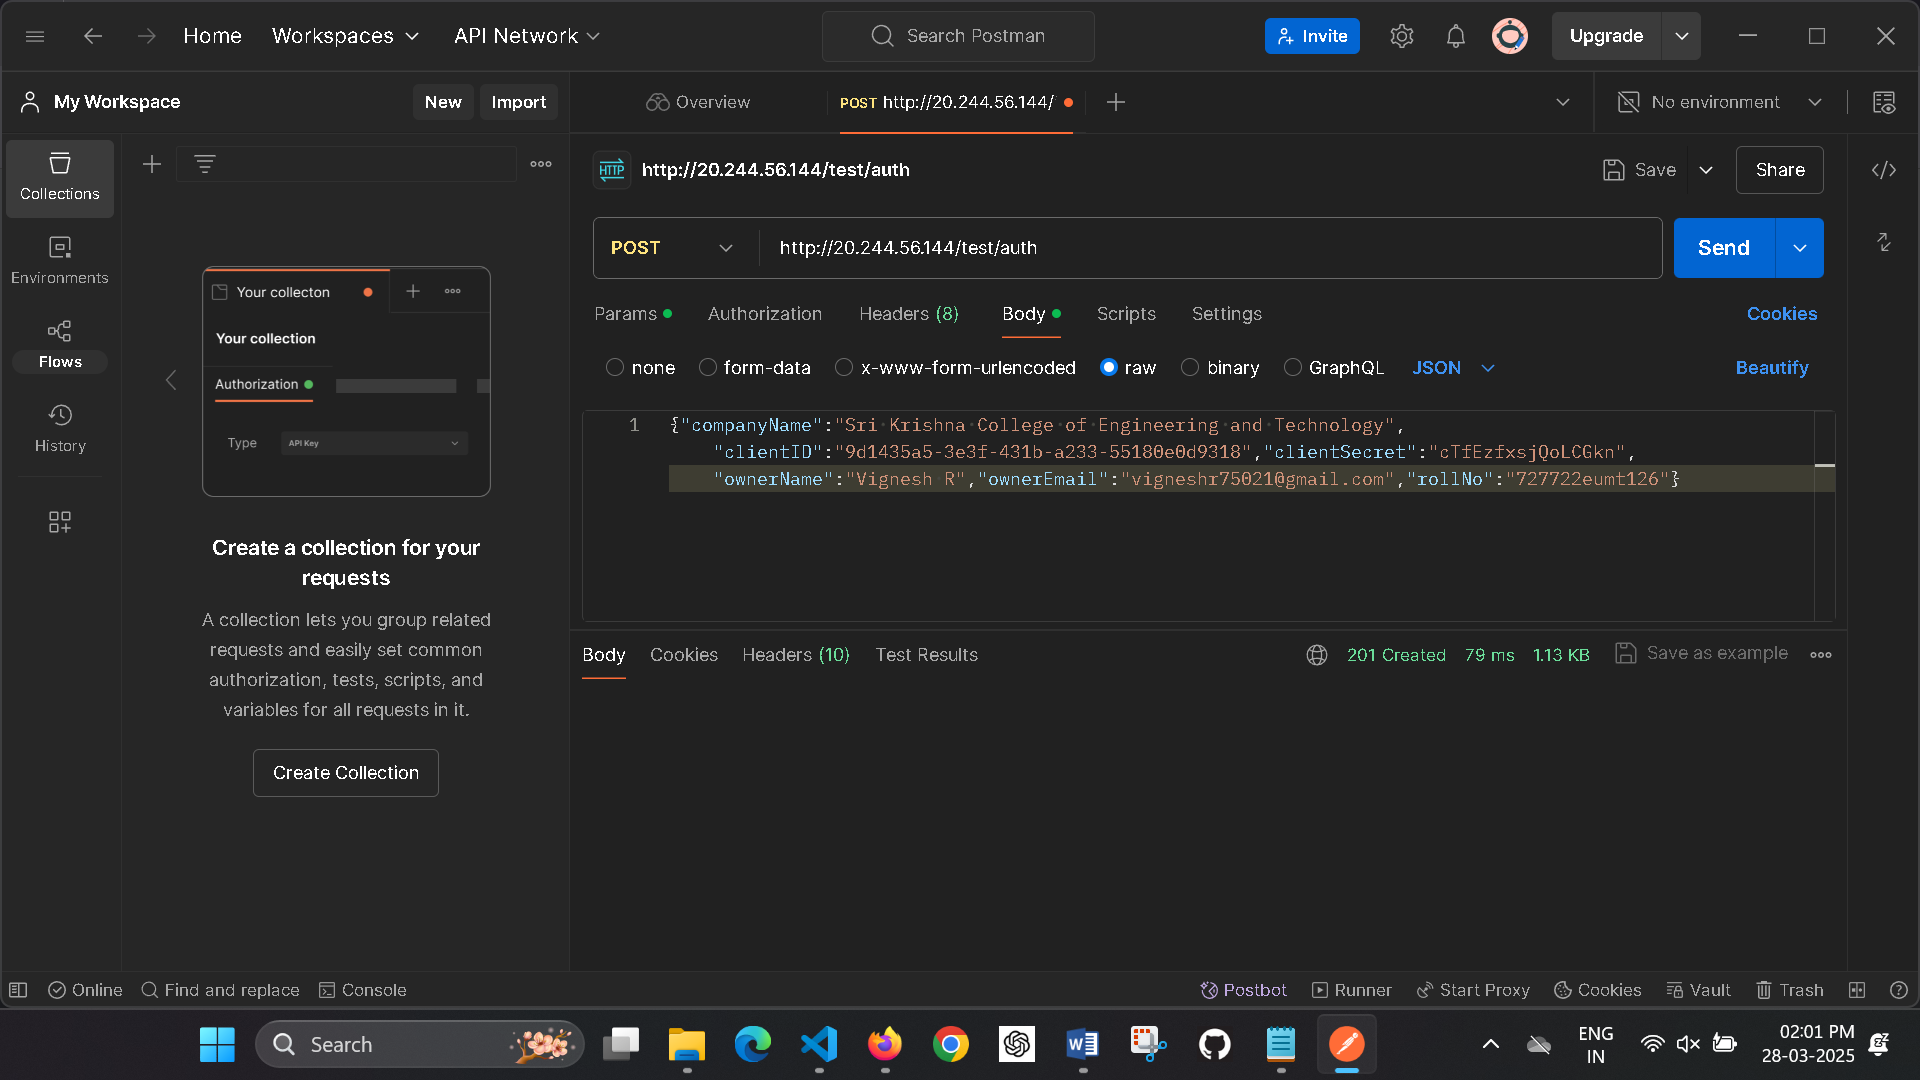 Home
Workspaces
API Network
Search Postman
Invite
Upgrade
My Workspace
New
Import
Overview
POST http://20.244.56.144/
No environment
Collections
Environments
Flows
History
Your collecton
Your collection
Authorization
Type
API Key
Create a collection for your
requests
A collection lets you group related
requests and easily set common
authorization, tests, scripts, and
variables for all requests in it.
Create Collection
HTTP
http://20.244.56.144/test/auth
Save
Share
POST
http://20.244.56.144/test/auth
Send
Params
Authorization
Headers (8)
Body
Scripts
Settings
Cookies
none
form-data
x-www-form-urlencoded
raw
binary
GraphQL
JSON
Beautify
1
{"companyName":"Sri Krishna College of Engineering and Technology",
"clientID":"9d1435a5-3e3f-431b-a233-55180e0d9318","clientSecret":"cTfEzfxsjQoLCGkn",
"ownerName":"Vignesh R","ownerEmail":"vigneshr75021@gmail.com","rollNo":"727722eumt126"}
Body
Cookies
Headers (10)
Test Results
201 Created
79 ms
1.13 KB
Save as example
Online
Find and replace
Console
Postbot
Runner
Start Proxy
Cookies
Vault
Trash
Search
ENG
IN
02:01 PM
28-03-2025